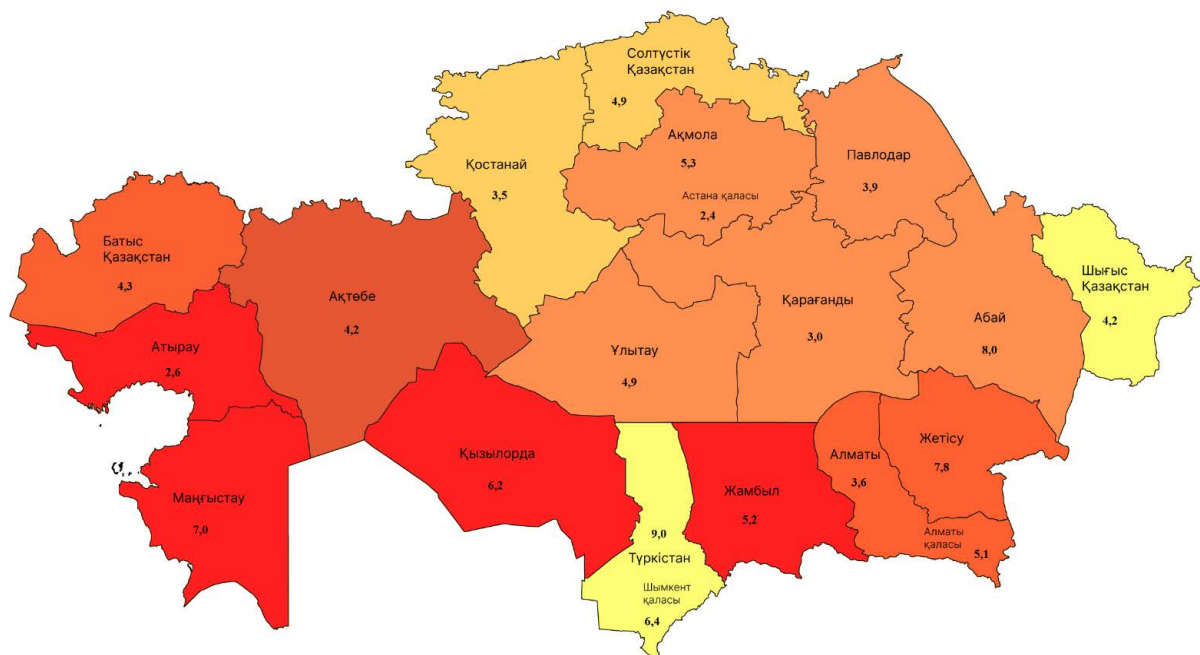 Солтүстік
Қазақстан
4,9
Ақмола
5,3
Астана қаласы
2,4
Павлодар
3,9
Қостанай
3,5
Батыс
Қазақстан
4,3
Ақтөбе
4,2
Атырау
2,6
Маңғыстау
7,0
Ұлытау
4,9
Қарағанды
3,0
Абай
8,0
Шығыс
Қазақстан
4,2
Қызылорда
6,2
9,0
Түркістан
Шымкент
қаласы
6,4
Жамбыл
5,2
Алматы
3,6
Жетісу
7,8
Алматы
қаласы
5,1